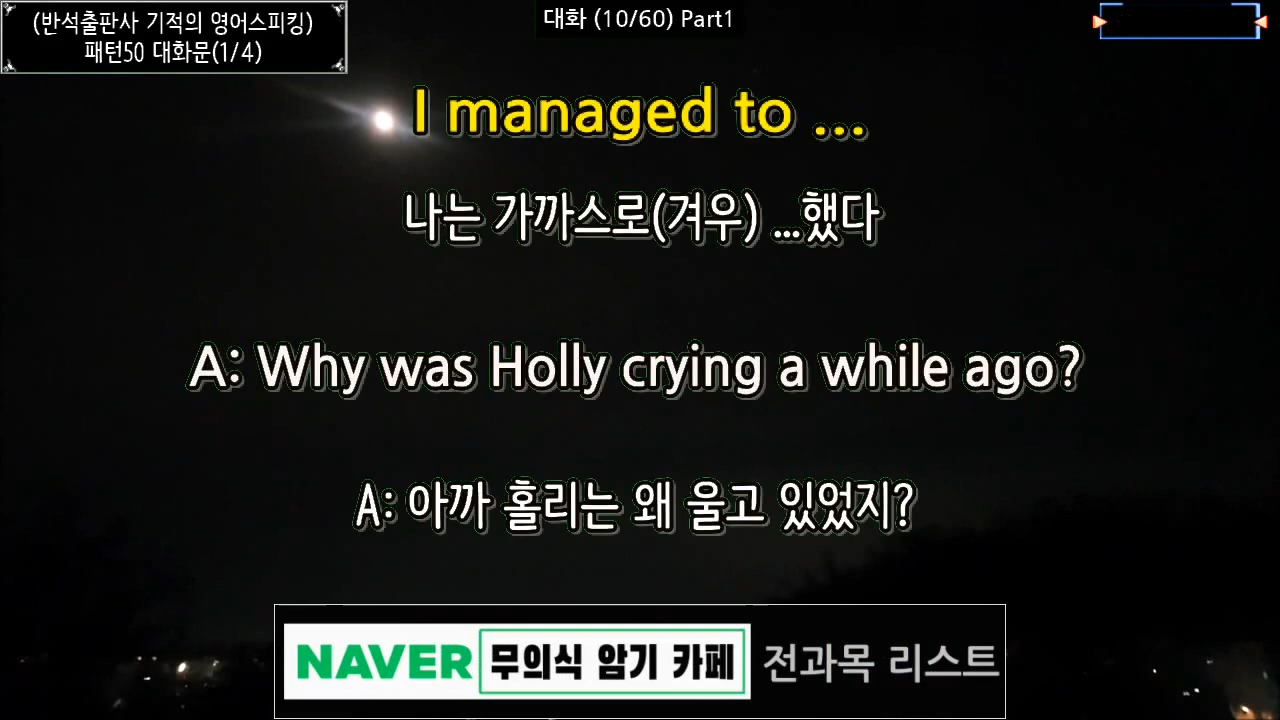 (반석출판사 기적의 영어스피킹)
패턴50 대화문(1/4)
대화 (10/60) Part1
I managed to ...
나는 가까스로(겨우) ...했다
A: Why was Holly crying a while ago?
A: 아까 홀리는 왜 울고 있었지?
NAVER 무의식 암기 카페 전과목 리스트